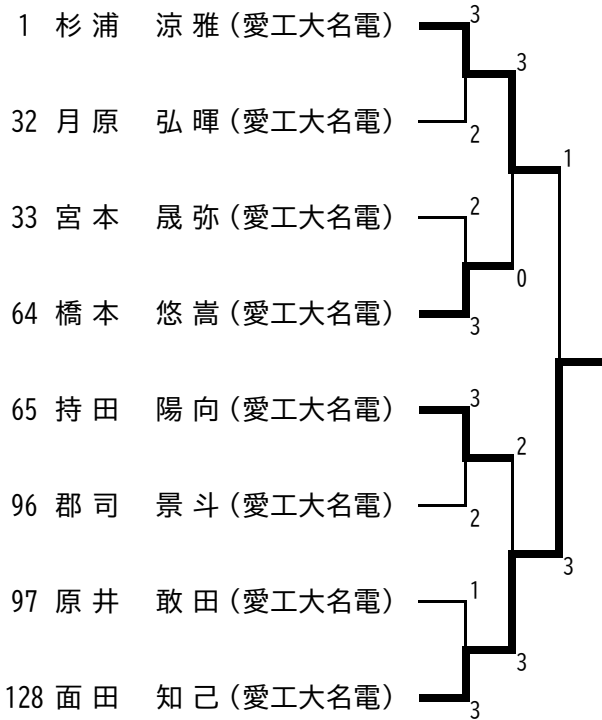 1 杉浦 涼雅 (愛工大名電) 3
3
32 月原 弘暉 (愛工大名電) 2
1
33 宮本 晟弥 (愛工大名電) 2
0
64 橋本 悠嵩 (愛工大名電) 3
65 持田 陽向 (愛工大名電) 3
2
96 郡司 景斗 (愛工大名電) 2
3
97 原井 敢田 (愛工大名電) 1
3
128 面田 知己 (愛工大名電) 3